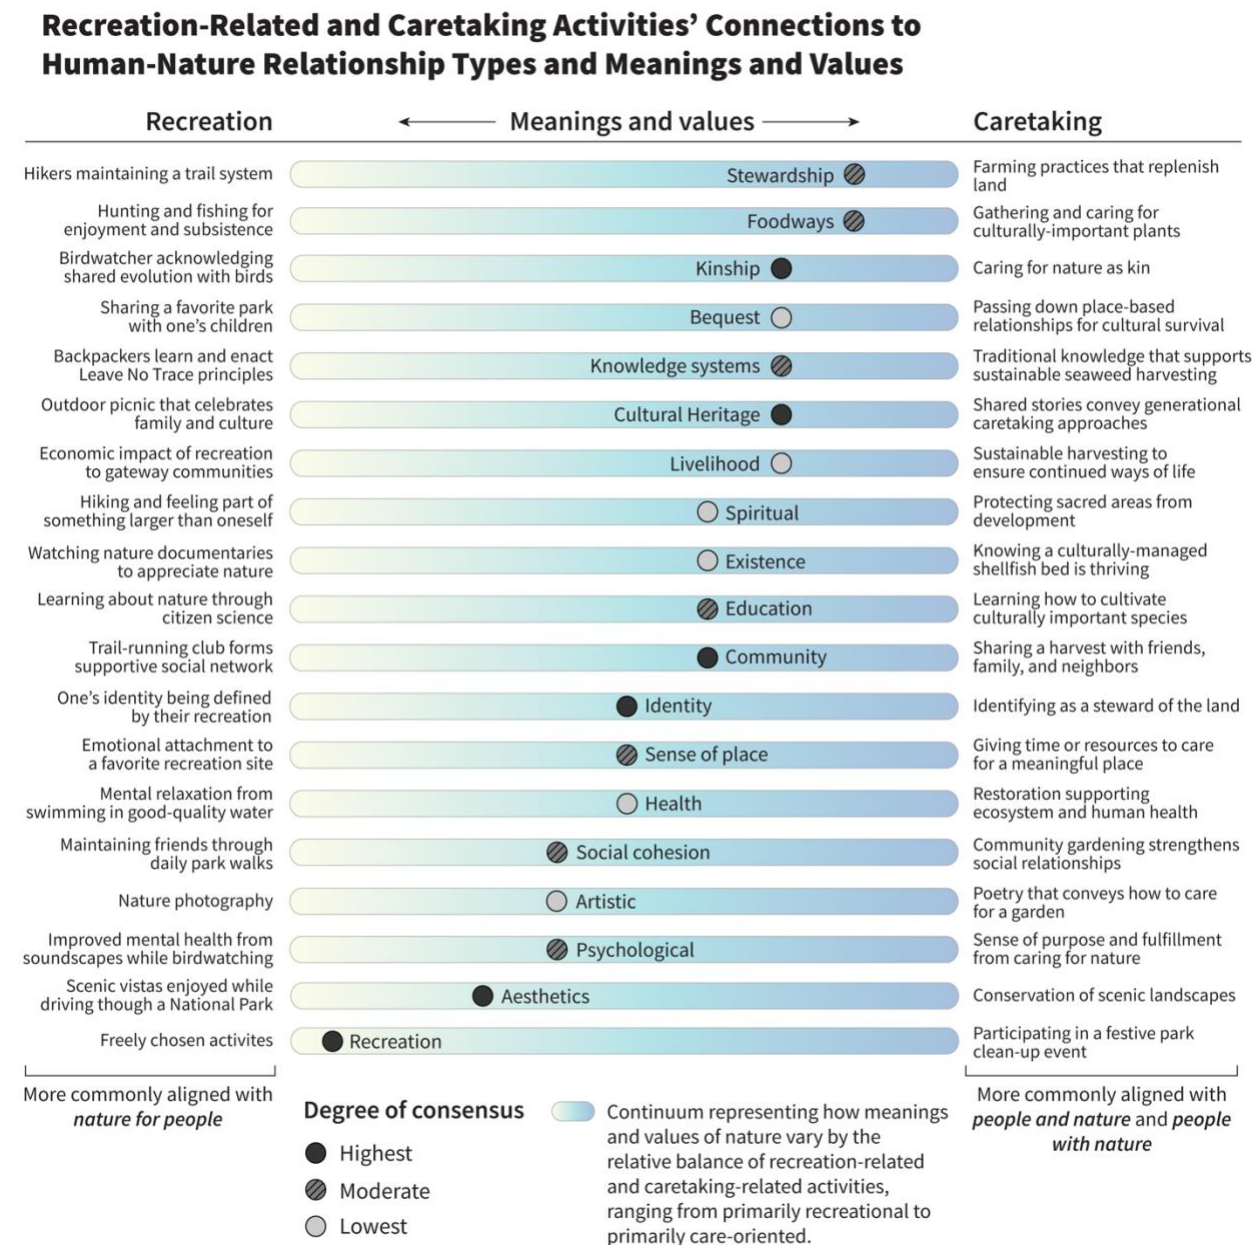 Recreation-Related and Caretaking Activities’ Connections to
Human-Nature Relationship Types and Meanings and Values
Recreation
Meanings and values
Caretaking
Hikers maintaining a trail system
Stewardship
Farming practices that replenish
land
Hunting and fishing for
enjoyment and subsistence
Foodways
Gathering and caring for
culturally-important plants
Birdwatcher acknowledging
shared evolution with birds
Kinship
Caring for nature as kin
Sharing a favorite park
with one’s children
Bequest
Passing down place-based
relationships for cultural survival
Backpackers learn and enact
Leave No Trace principles
Knowledge systems
Traditional knowledge that supports
sustainable seaweed harvesting
Outdoor picnic that celebrates
family and culture
Cultural Heritage
Shared stories convey generational
caretaking approaches
Economic impact of recreation
to gateway communities
Livelihood
Sustainable harvesting to
ensure continued ways of life
Hiking and feeling part of
something larger than oneself
Spiritual
Protecting sacred areas from
development
Watching nature documentaries
to appreciate nature
Existence
Knowing a culturally-managed
shellfish bed is thriving
Learning about nature through
citizen science
Education
Learning how to cultivate
culturally important species
Trail-running club forms
supportive social network
Community
Sharing a harvest with friends,
family, and neighbors
One’s identity being defined
by their recreation
Identity
Identifying as a steward of the land
Emotional attachment to
a favorite recreation site
Sense of place
Giving time or resources to care
for a meaningful place
Mental relaxation from
swimming in good-quality water
Health
Restoration supporting
ecosystem and human health
Maintaining friends through
daily park walks
Social cohesion
Community gardening strengthens
social relationships
Nature photography
Artistic
Poetry that conveys how to care
for a garden
Improved mental health from
soundscapes while birdwatching
Psychological
Sense of purpose and fulfillment
from caring for nature
Scenic vistas enjoyed while
driving though a National Park
Aesthetics
Conservation of scenic landscapes
Freely chosen activites
Recreation
Participating in a festive park
clean-up event
More commonly aligned with
nature for people
Degree of consensus
Highest
Moderate
Lowest
Continuum representing how meanings
and values of nature vary by the
relative balance of recreation-related
and caretaking-related activities,
ranging from primarily recreational to
primarily care-oriented.
More commonly aligned with
people and nature and people
with nature